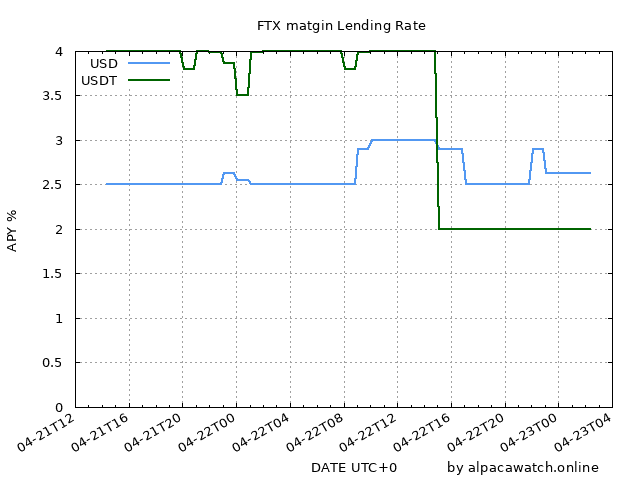 FTX matgin Lending Rate
USD
USDT
APY %
4
3.5
3
2.5
2
1.5
1
0.5
0
04-21T12
04-21T16
04-21T20
04-22T00
04-22T04
04-22T08
04-22T12
04-22T16
04-22T20
04-23T00
04-23T04
DATE UTC+0
by alpacawatch.online